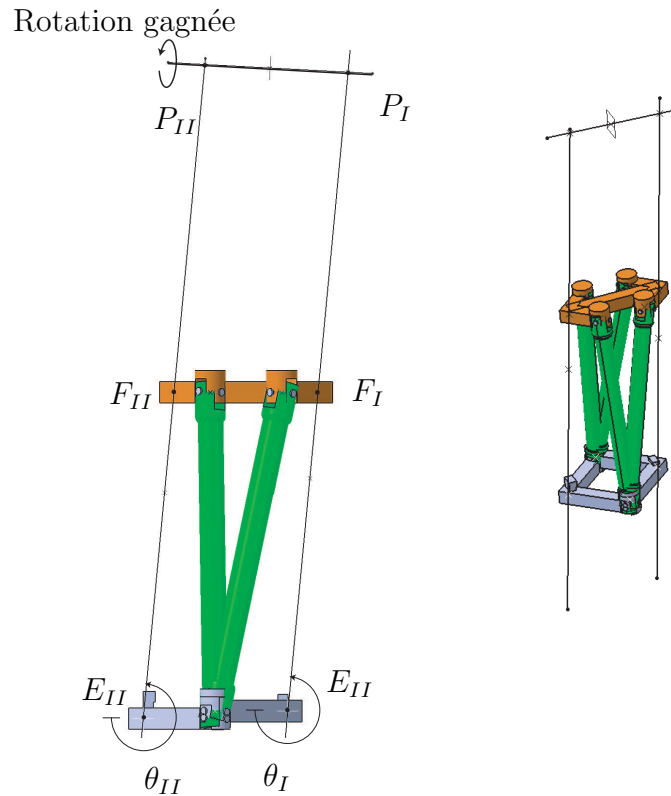 Rotation gagnée
P_I
P_{II}
F_{II}
F_I
E_{II}
E_{II}
θ_{II}
θ_I